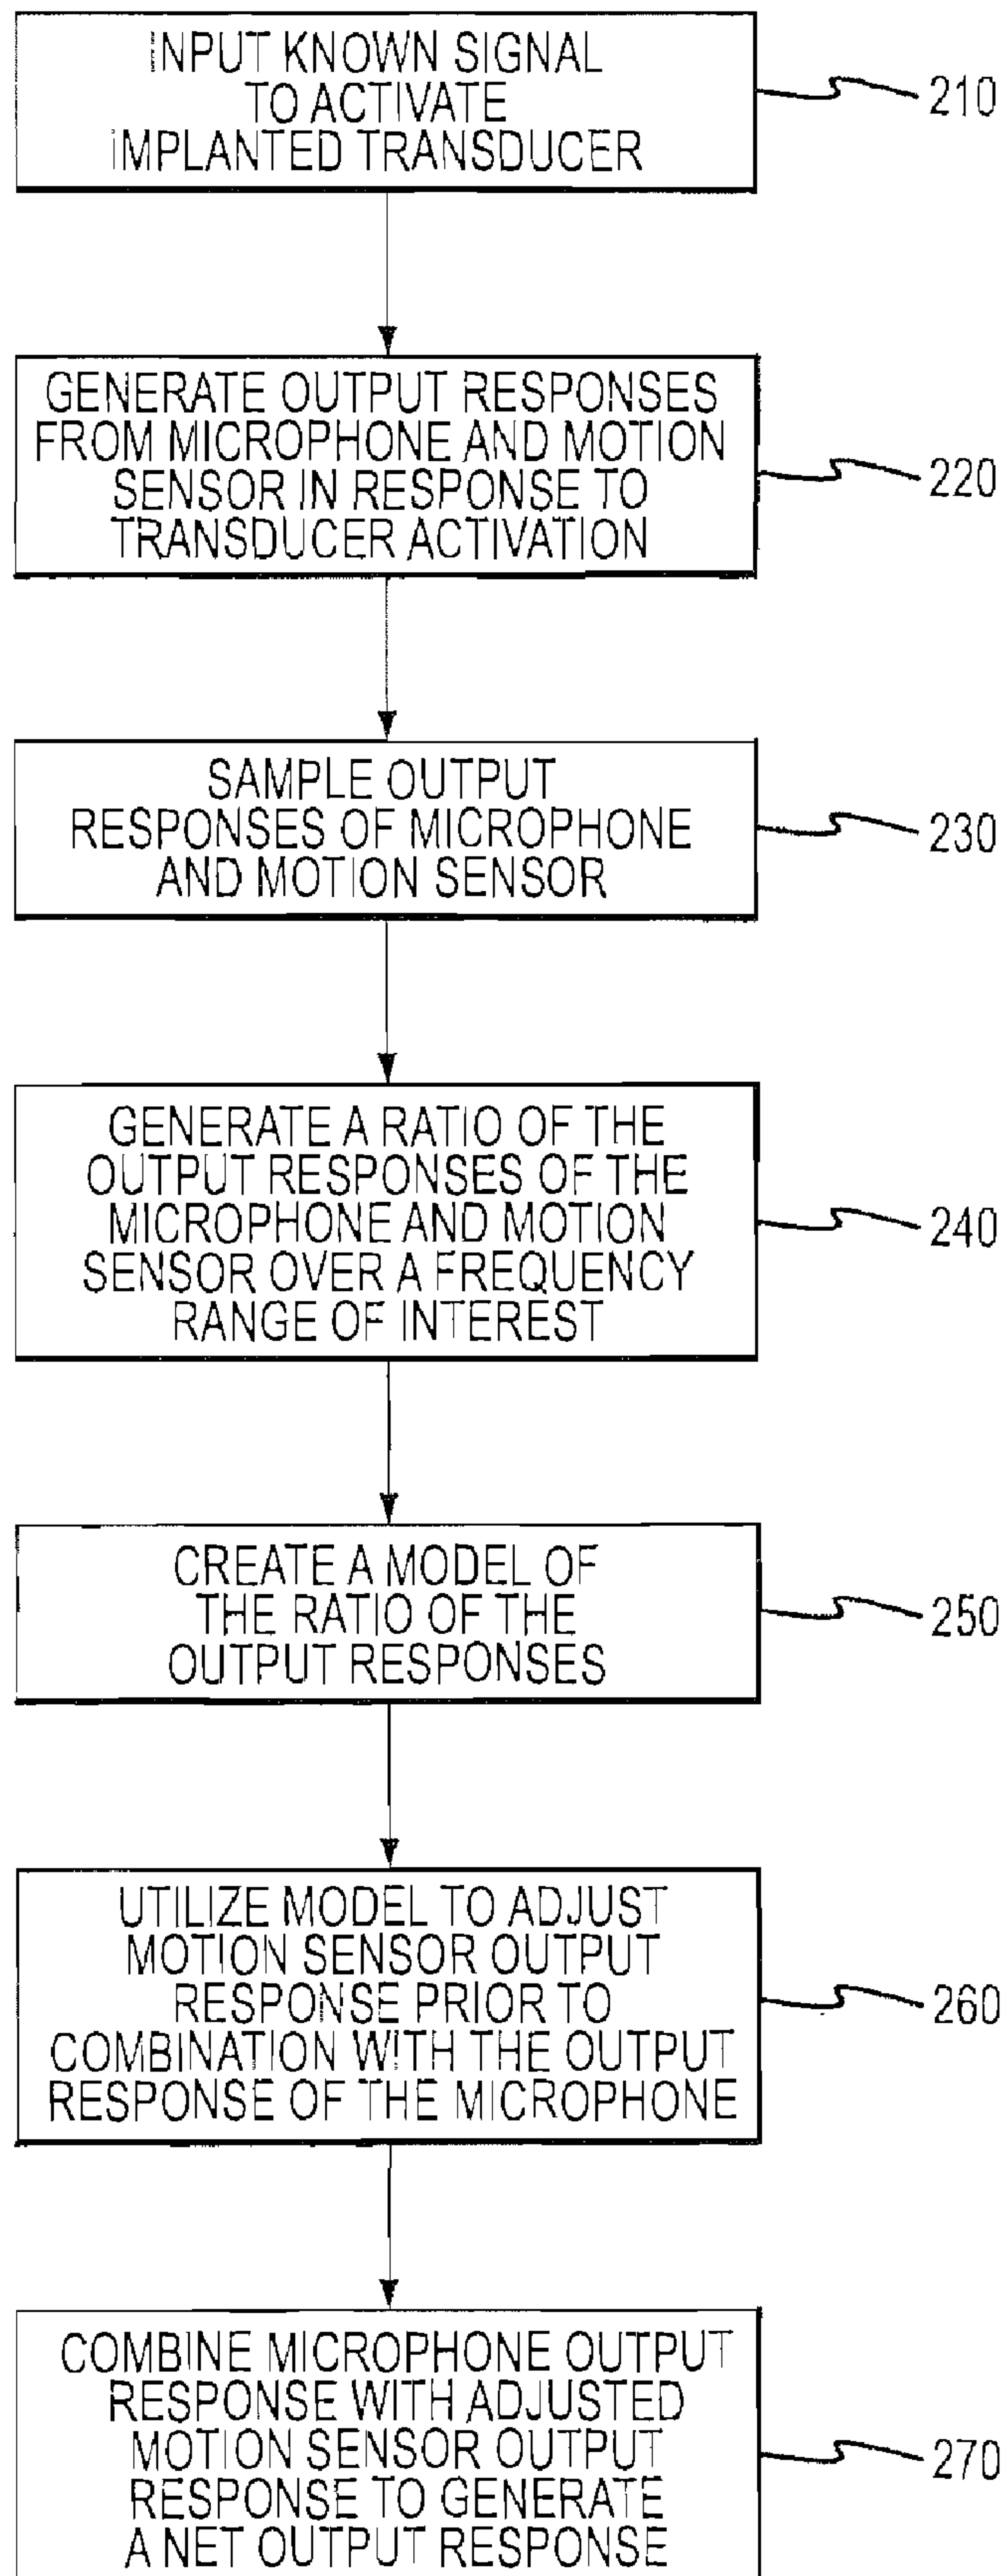 INPUT KNOWN SIGNAL
TO ACTIVATE
IMPLANTED TRANSDUCER
210
GENERATE OUTPUT RESPONSES
FROM MICROPHONE AND MOTION
SENSOR IN RESPONSE TO
TRANSDUCER ACTIVATION
220
SAMPLE OUTPUT
RESPONSES OF MICROPHONE
AND MOTION SENSOR
230
GENERATE A RATIO OF THE
OUTPUT RESPONSES OF THE
MICROPHONE AND MOTION
SENSOR OVER A FREQUENCY
RANGE OF INTEREST
240
CREATE A MODEL OF
THE RATIO OF THE
OUTPUT RESPONSES
250
UTILIZE MODEL TO ADJUST
MOTION SENSOR OUTPUT
RESPONSE PRIOR TO
COMBINATION WITH THE OUTPUT
RESPONSE OF THE MICROPHONE
260
COMBINE MICROPHONE OUTPUT
RESPONSE WITH ADJUSTED
MOTION SENSOR OUTPUT
RESPONSE TO GENERATE
A NET OUTPUT RESPONSE
270